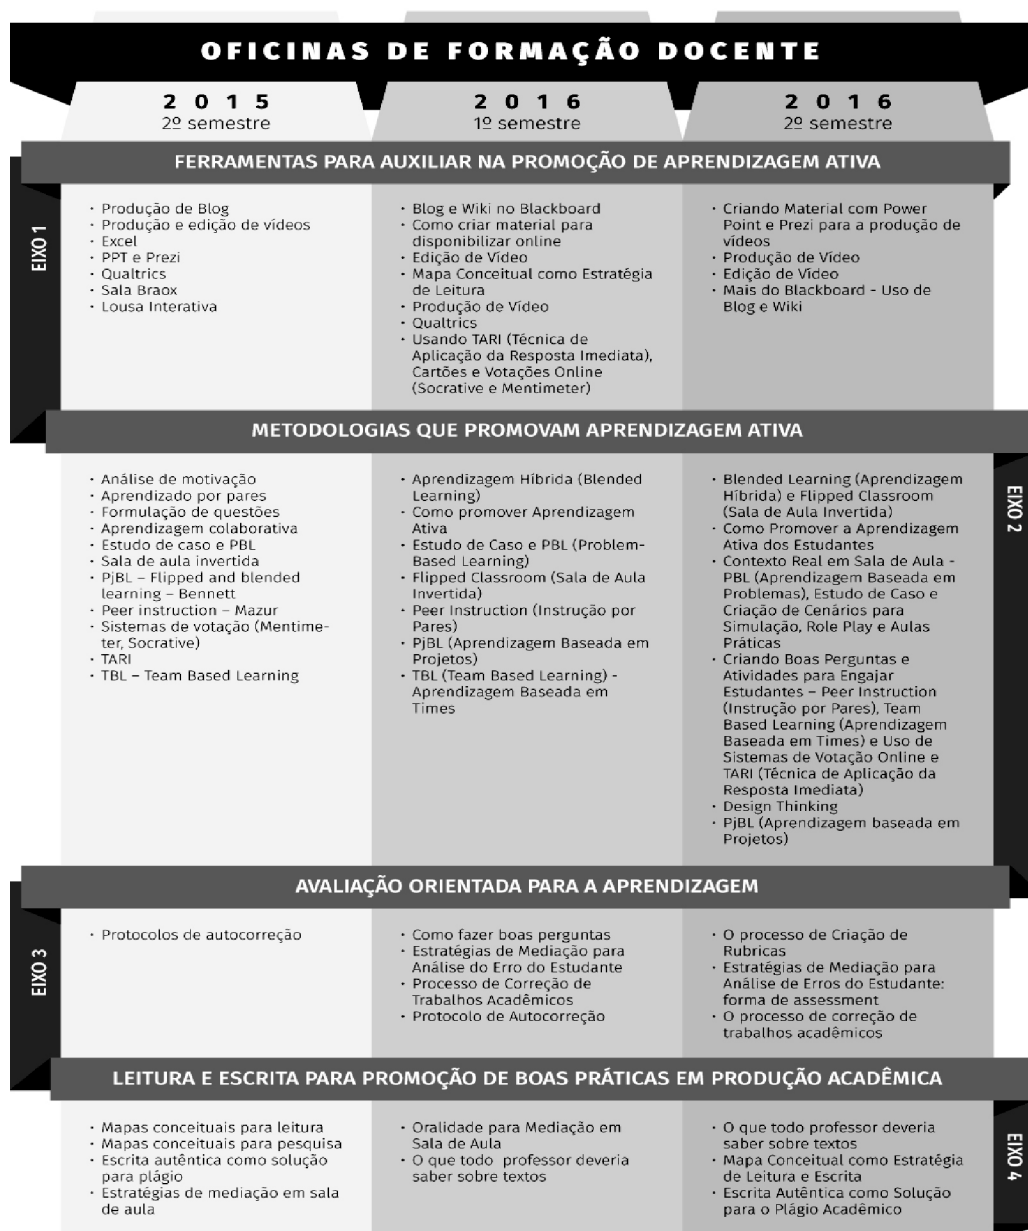 OFICINAS DE FORMAÇÃO DOCENTE
2015
2º semestre
2016
1º semestre
2016
2º semestre
FERRAMENTAS PARA AUXILIAR NA PROMOÇÃO DE APRENDIZAGEM ATIVA
EIXO 1
· Produção de Blog
· Produção e edição de vídeos
· Excel
· PPT e Prezi
· Qualtrics
· Sala Braox
· Lousa Interativa
· Blog e Wiki no Blackboard
· Como criar material para
disponibilizar online
· Edição de Vídeo
· Mapa Conceitual como Estratégia
de Leitura
· Produção de Vídeo
· Qualtrics
· Usando TARI (Técnica de
Aplicação da Resposta Imediata),
Cartões e Votações Online
(Socrative e Mentimeter)
· Criando Material com Power
Point e Prezi para a produção de
vídeos
· Produção de Vídeo
· Edição de Vídeo
· Mais do Blackboard - Uso de
Blog e Wiki
METODOLOGIAS QUE PROMOVAM APRENDIZAGEM ATIVA
· Análise de motivação
· Aprendizado por pares
· Formulação de questões
· Aprendizagem colaborativa
· Estudo de caso e PBL
· Sala de aula invertida
· PjBL – Flipped and blended
learning – Bennett
· Peer instruction – Mazur
· Sistemas de votação (Mentime-
ter, Socrative)
· TARI
· TBL – Team Based Learning
· Aprendizagem Híbrida (Blended
Learning)
· Como promover Aprendizagem
Ativa
· Estudo de Caso e PBL (Problem-
Based Learning)
· Flipped Classroom (Sala de Aula
Invertida)
· Peer Instruction (Instrução por
Pares)
· PjBL (Aprendizagem Baseada em
Projetos)
· TBL (Team Based Learning) -
Aprendizagem Baseada em
Times
· Blended Learning (Aprendizagem
Híbrida) e Flipped Classroom
(Sala de Aula Invertida)
· Como Promover a Aprendizagem
Ativa dos Estudantes
· Contexto Real em Sala de Aula -
PBL (Aprendizagem Baseada em
Problemas), Estudo de Caso e
Criação de Cenários para
Simulação, Role Play e Aulas
Práticas
· Criando Boas Perguntas e
Atividades para Engajar
Estudantes – Peer Instruction
(Instrução por Pares), Team
Based Learning (Aprendizagem
Baseada em Times) e Uso de
Sistemas de Votação Online e
TARI (Técnica de Aplicação da
Resposta Imediata)
· Design Thinking
· PjBL (Aprendizagem baseada em
Projetos)
EIXO 2
AVALIAÇÃO ORIENTADA PARA A APRENDIZAGEM
EIXO 3
· Protocolos de autocorreção
· Como fazer boas perguntas
· Estratégias de Mediação para
Análise do Erro do Estudante
· Processo de Correção de
Trabalhos Acadêmicos
· Protocolo de Autocorreção
· O processo de Criação de
Rubricas
· Estratégias de Mediação para
Análise de Erros do Estudante:
forma de assessment
· O processo de correção de
trabalhos acadêmicos
LEITURA E ESCRITA PARA PROMOÇÃO DE BOAS PRÁTICAS EM PRODUÇÃO ACADÊMICA
· Mapas conceituais para leitura
· Mapas conceituais para pesquisa
· Escrita autêntica como solução
para plágio
· Estratégias de mediação em sala
de aula
· Oralidade para Mediação em
Sala de Aula
· O que todo professor deveria
saber sobre textos
· O que todo professor deveria
saber sobre textos
· Mapa Conceitual como Estratégia
de Leitura e Escrita
· Escrita Autêntica como Solução
para o Plágio Acadêmico
EIXO 4